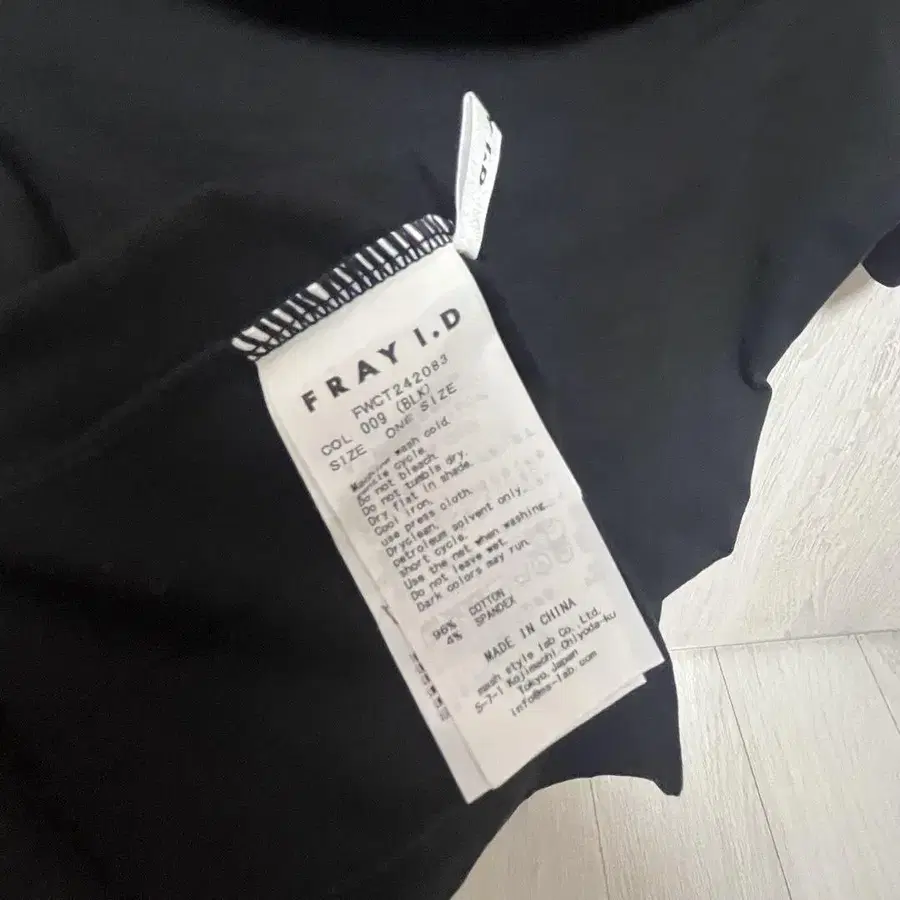 I.D
FRAY I.D
FWCT242083
COL 009 (BLK)
SIZE ONE SIZE
Machine wash cold.
gentle cycle.
Do not bleach.
Do not tumble dry.
Dry flat in shade.
Cool iron.
use press cloth.
Dryclean.
petroleum solvent only.
short cycle.
Use the net when washing.
Do not leave wet.
Dark colors may run.
96% COTTON
4% SPANDEX
MADE IN CHINA
mash style lab Co., Ltd.
5-7-1 Kojimachi Chiyoda-ku
Tokyo, Japan
info@ms-lab.com